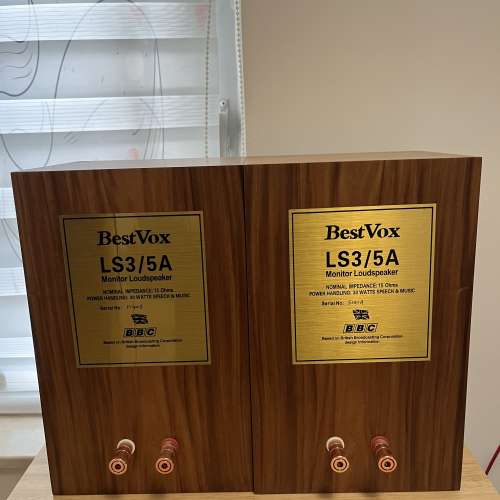 BestVox
LS3/5A
Monitor Loudspeaker
NOMINAL IMPEDANCE: 15 Ohms
POWER HANDLING: 30 WATTS SPEECH & MUSIC
Serial No:
BBC
Based on British Broadcasting Corporation
design information
BestVox
LS3/5A
Monitor Loudspeaker
NOMINAL IMPEDANCE: 15 Ohms
POWER HANDLING: 30 WATTS SPEECH & MUSIC
Serial No:
BBC
Based on British Broadcasting Corporation
design information